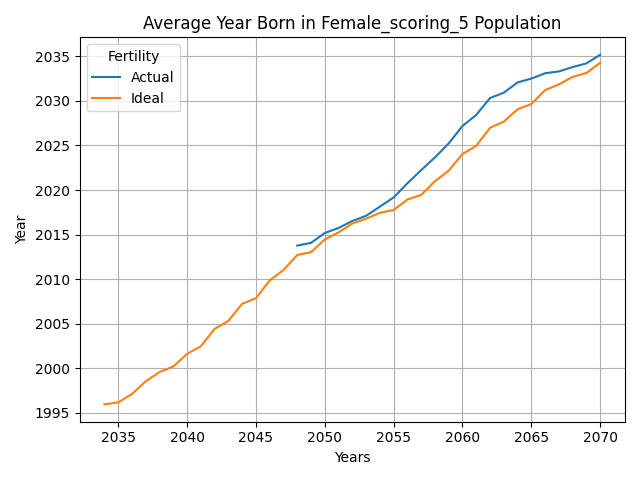 Average Year Born in Female_scoring_5 Population
Fertility
Actual
Ideal
Year
2035
2030
2025
2020
2015
2010
2005
2000
1995
2035 2040 2045 2050 2055 2060 2065 2070
Years